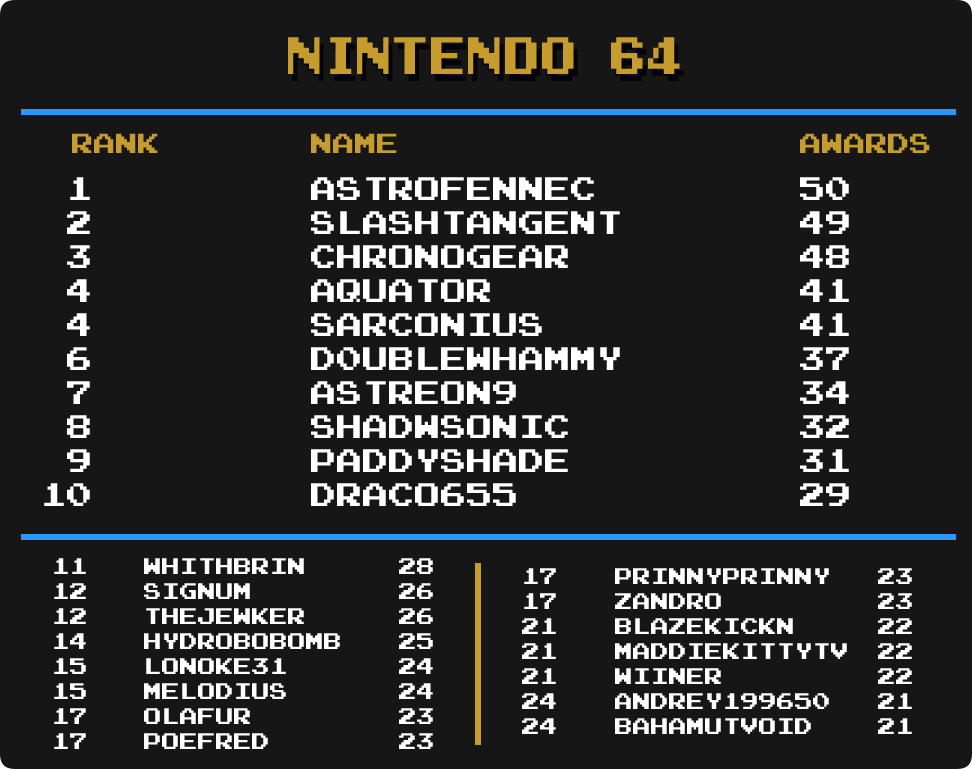 NINTENDO 64
RANK NAME AWARDS
1 ASTROFENNEC 50
2 SLASHTANGENT 49
3 CHRONOGEAR 48
4 AQUATOR 41
4 SARCONIUS 41
6 DOUBLEWHAMMY 37
7 ASTREON9 34
8 SHADWSONIC 32
9 PADDYSHADE 31
10 DRACO655 29
11 WHITHBRIN 28
12 SIGNUM 26
12 THEJEWKER 26
14 HYDROBOBOMB 25
15 LONOKE31 24
15 MELODIUS 24
17 OLAFUR 23
17 POEFRED 23
17 PRINNYPRINNY 23
17 ZANDRO 23
21 BLAZEKICKN 22
21 MADDIEKITTYTV 22
21 WIINER 22
24 ANDREY199650 21
24 BAHAMUTVOID 21